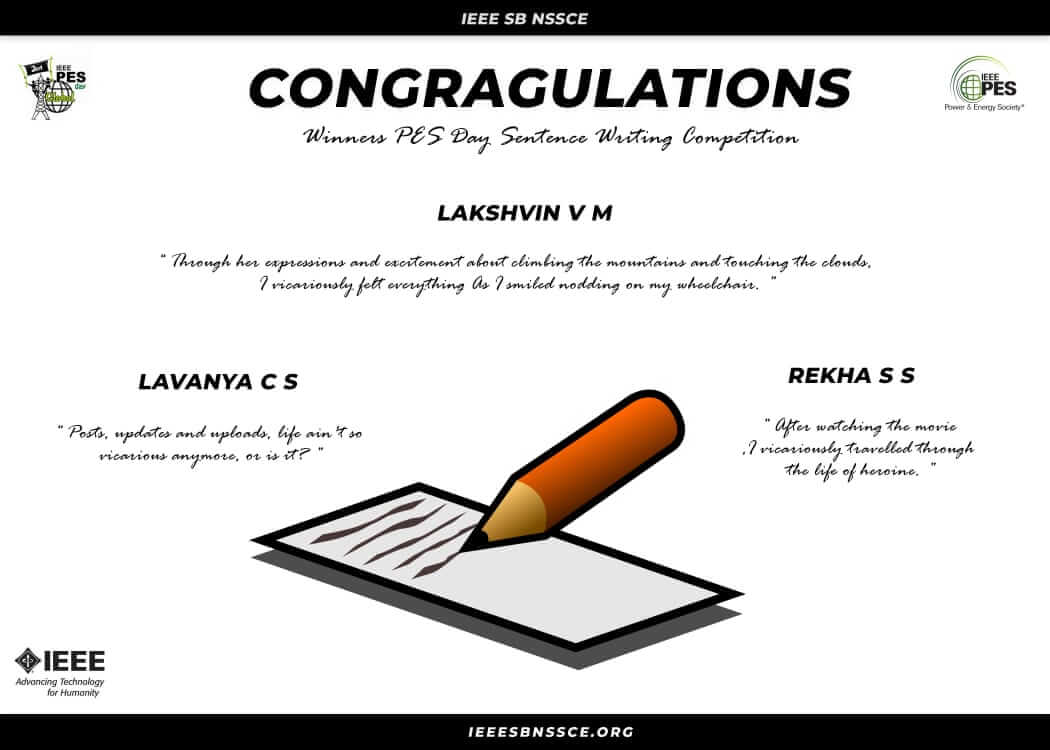 IEEE SB NSSCE
IEEE
PES
day
CONGRAGULATIONS
IEEE
PES
Power & Energy Society®
Winners PES Day Sentence Writing Competition
LAKSHVIN V M
" Through her expressions and excitement about climbing the mountains and touching the clouds,
I vicariously felt everything As I smiled nodding on my wheelchair. "
LAVANYA C S
" Posts, updates and uploads, life ain't so
vicarious anymore, or is it? "
REKHA S S
" After watching the movie
,I vicariously travelled through
the life of heroine. "
IEEE
Advancing Technology
for Humanity
IEEESBNSSCE.ORG